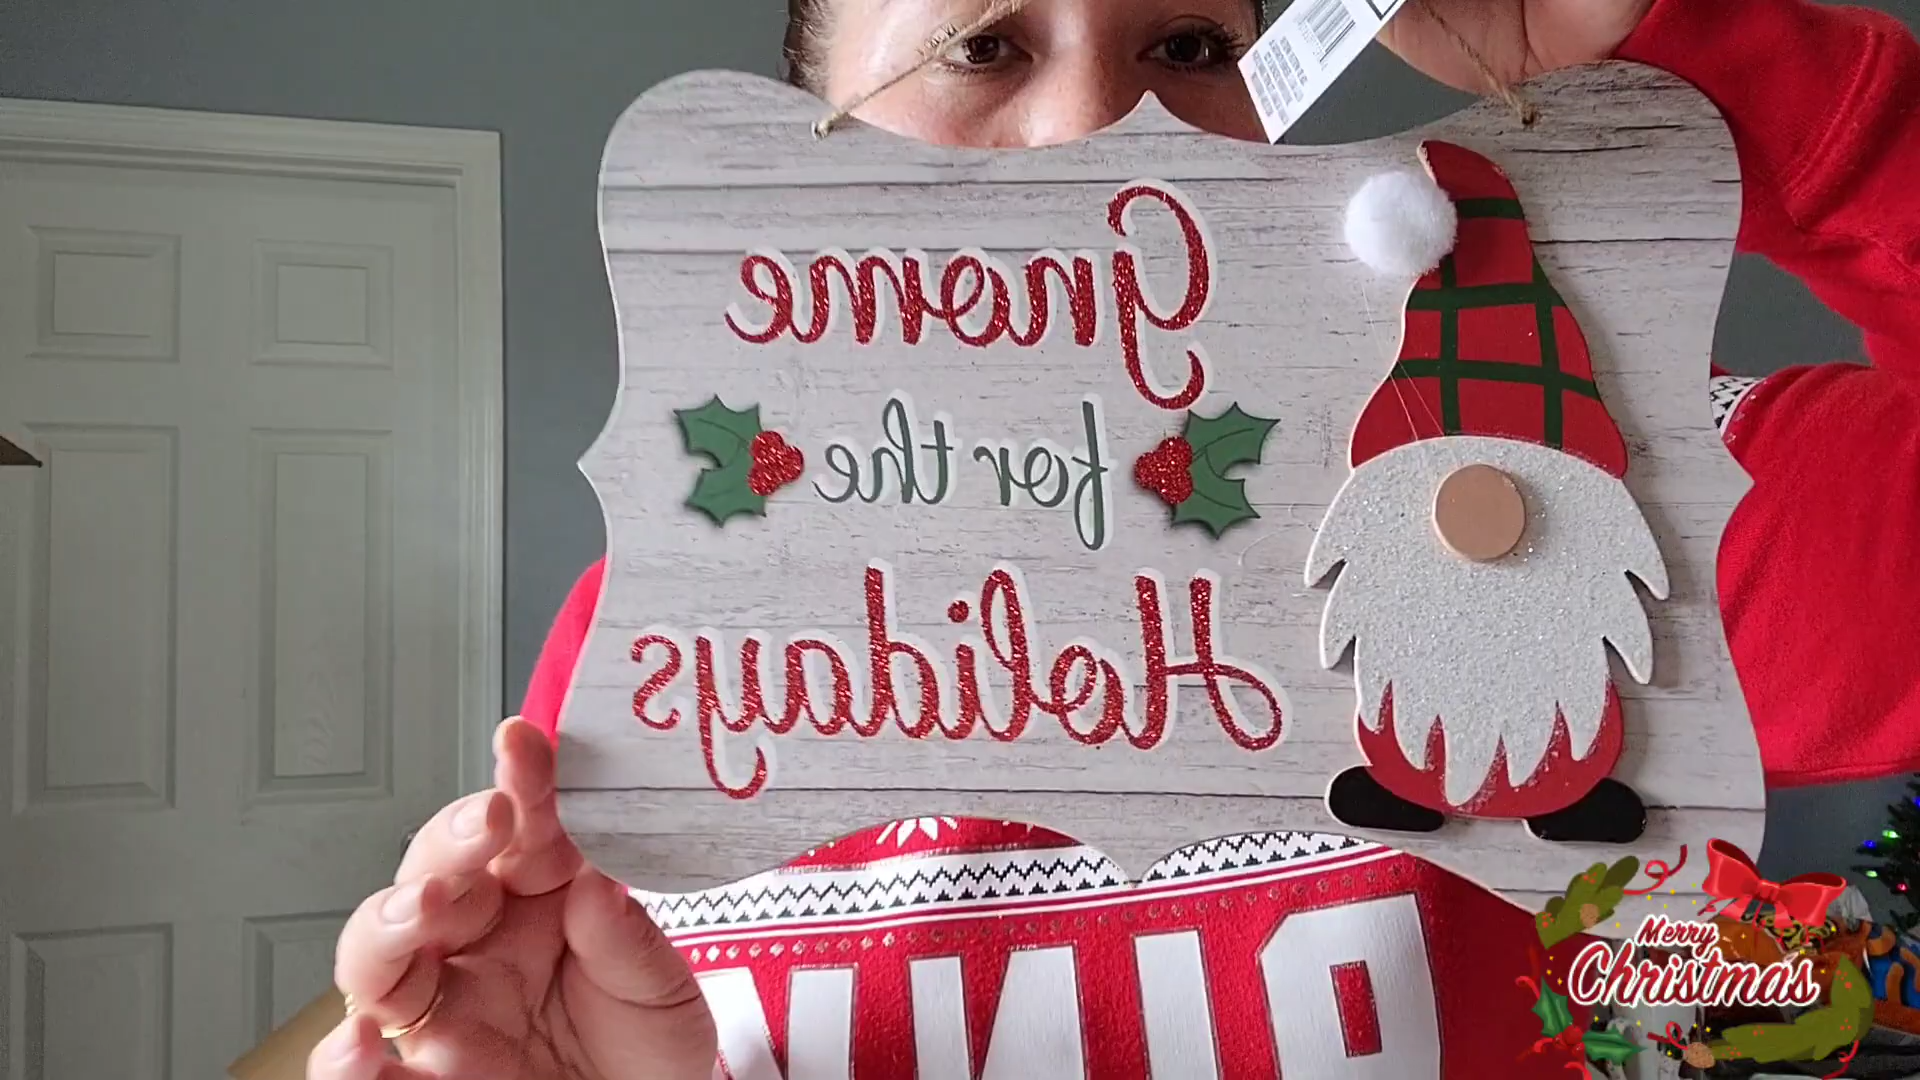 Gnome
for the
Holidays
Merry
Christmas